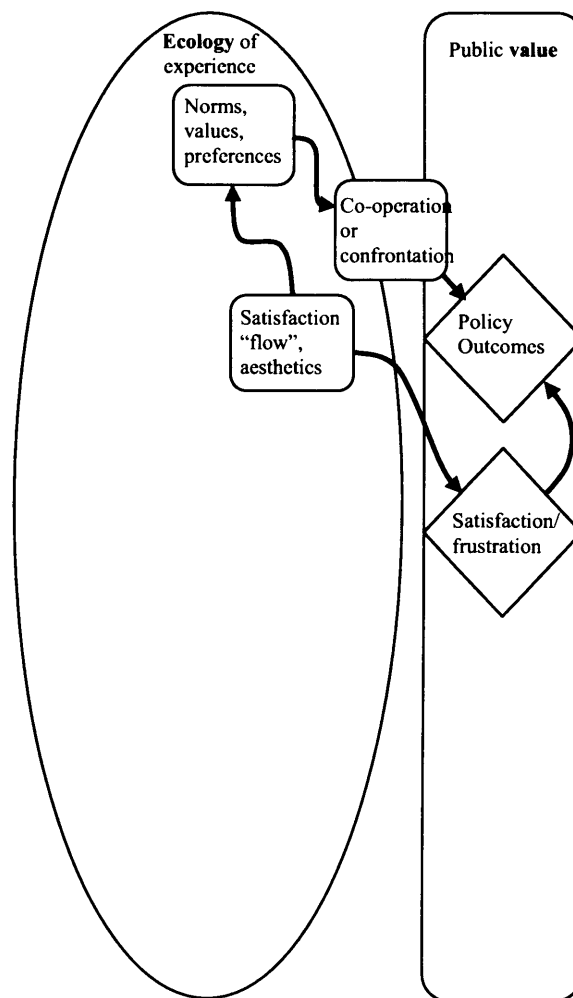 Ecology of
experience
Public value
Norms,
values,
preferences
Co-operation
or
confrontation
Satisfaction
“flow”,
aesthetics
Policy
Outcomes
Satisfaction/
frustration